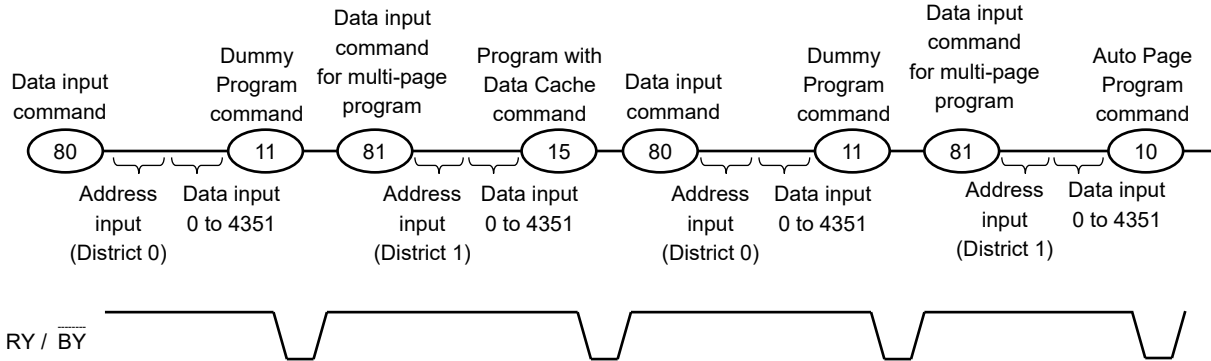 Data input
command
Dummy
Program
command
Data input
command
for multi-page
program
Program with
Data Cache
command
Data input
command
Dummy
Program
command
Data input
command
for multi-page
program
Auto Page
Program
command
80
11
81
15
80
11
81
10
Address
input
(District 0)
Data input
0 to 4351
Address
input
(District 1)
Data input
0 to 4351
Address
input
(District 0)
Data input
0 to 4351
Address
input
(District 1)
Data input
0 to 4351
RY / BY